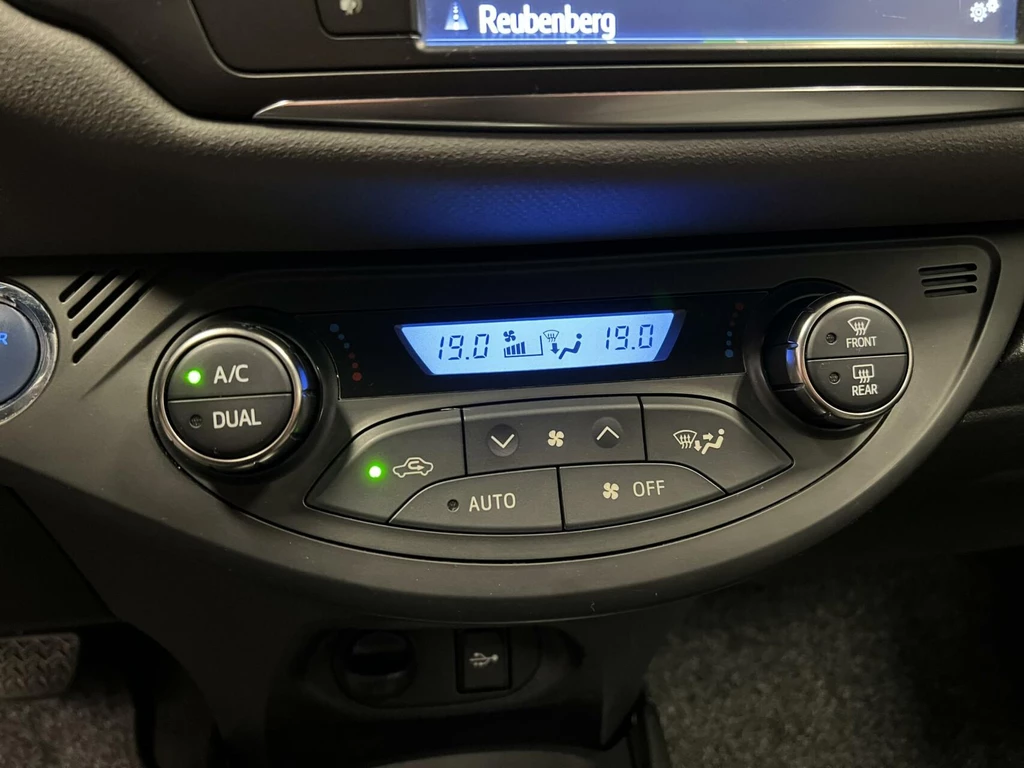 Reubenberg
19.0 19.0
A/C
DUAL
FRONT
REAR
AUTO
OFF